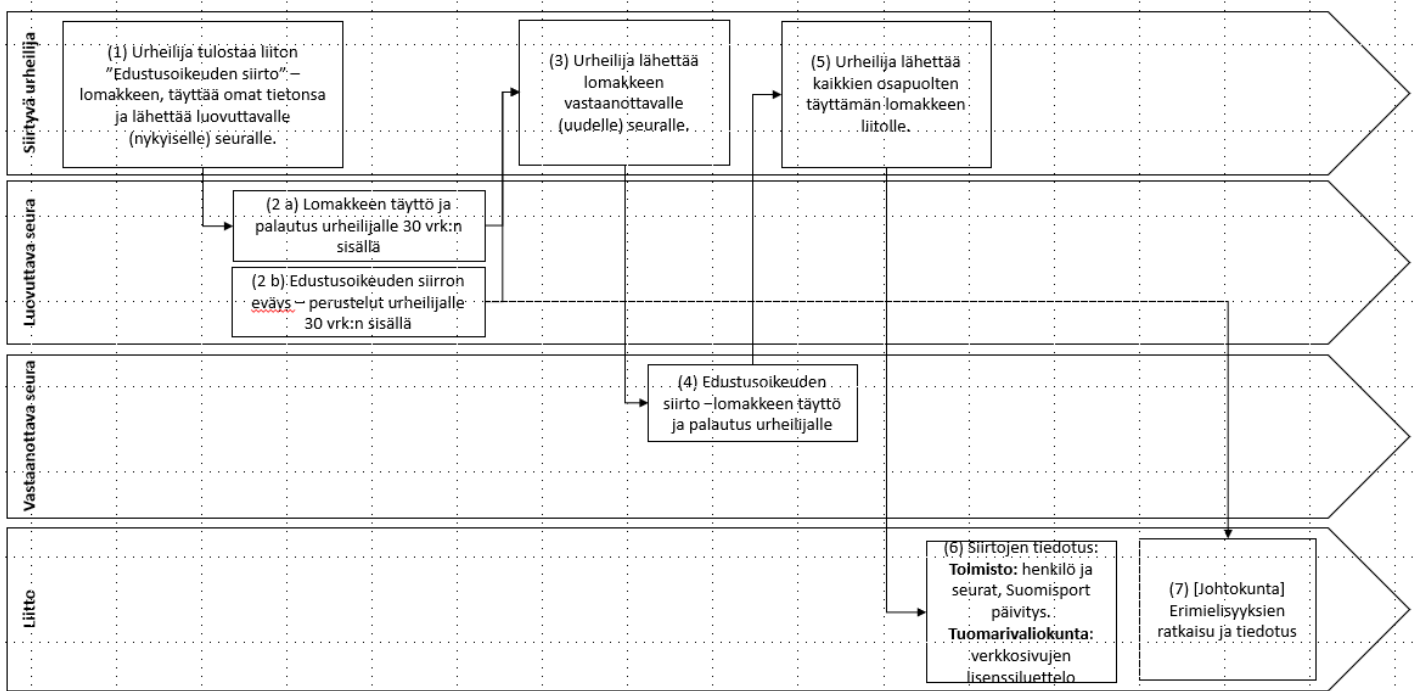 Siirtyvä urheilija
(1) Urheilija tulostaa liiton
”Edustusoikeuden siirto” –
lomakkeen, täyttää omat tietonsa
ja lähettää luovuttavalle
(nykyiselle) seuralle.
(3) Urheilija lähettää
lomakkeen
vastaanottavalle
(uudelle) seuralle.
(5) Urheilija lähettää
kaikkien osapuolten
täyttämän lomakkeen
liitolle.
Luovuttava seura
(2 a) Lomakkeen täyttö ja
palautus urheilijalle 30 vrk:n
sisällä
(2 b) Edustusoikeuden siirron
eväys – perustelut urheilijalle
30 vrk:n sisällä
Vastaanottava seura
(4) Edustusoikeuden
siirto –lomakkeen täyttö
ja palautus urheilijalle
Liitto
(6) Siirtojen tiedotus:
Toimisto: henkilö ja
seurat, Suomisport
päivitys.
Tuomarivaliokunta:
verkkosivujen
lisenssiluettelo
(7) [Johtokunta]
Erimielisyyksien
ratkaisu ja tiedotus